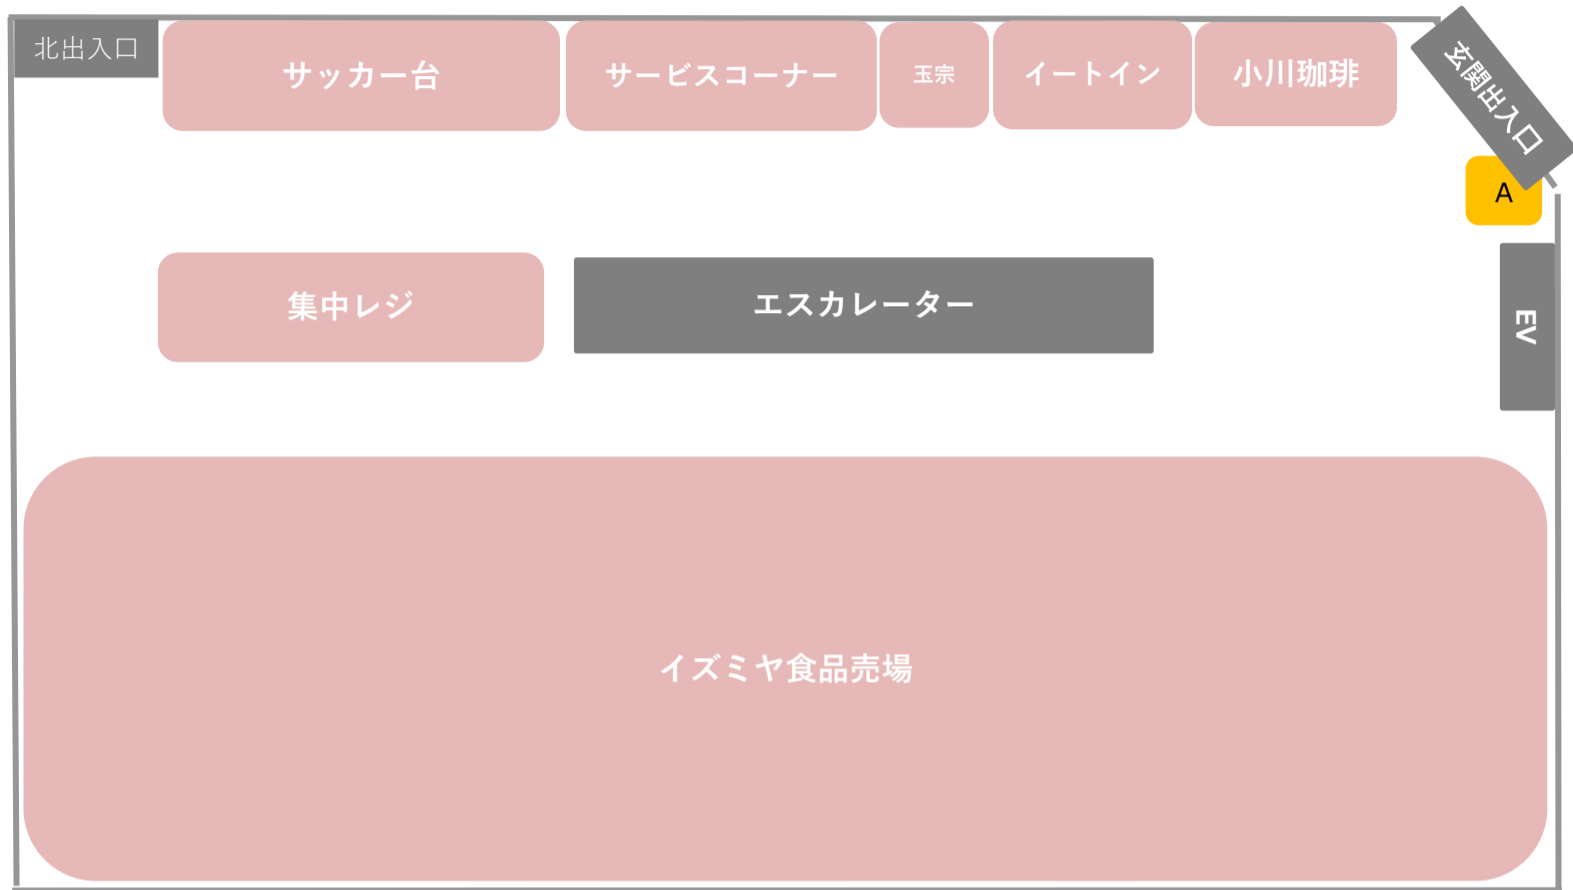 北出入口
サッカー台
サービスコーナー
玉宗
イートイン
小川珈琲
玄関出入口
A
集中レジ
エスカレーター
EV
イズミヤ食品売場